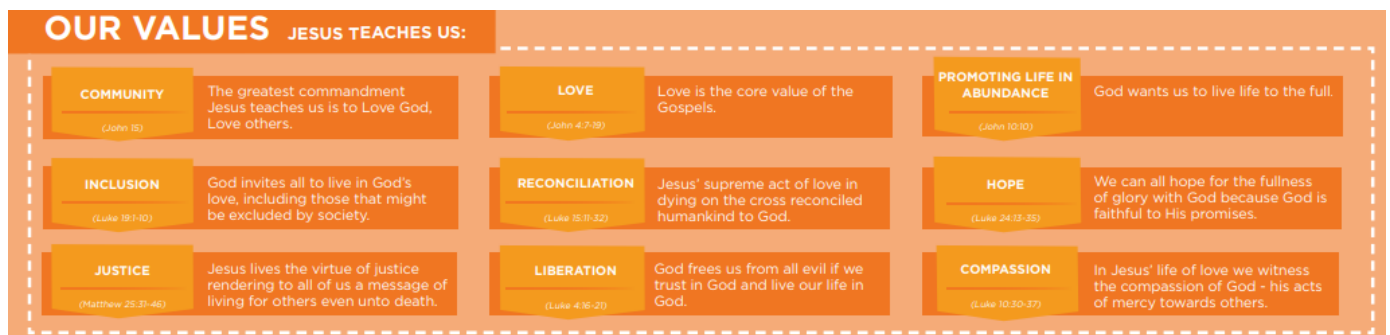 OUR VALUES JESUS TEACHES US:
COMMUNITY
(John 15)
The greatest commandment
Jesus teaches us is to Love God,
Love others.
LOVE
(John 4:7-19)
Love is the core value of the
Gospels.
PROMOTING LIFE IN
ABUNDANCE
(John 10:10)
God wants us to live life to the full.
INCLUSION
(Luke 19:1-10)
God invites all to live in God's
love, including those that might
be excluded by society.
RECONCILIATION
(Luke 15:11-32)
Jesus' supreme act of love in
dying on the cross reconciled
humankind to God.
HOPE
(Luke 24:13-35)
We can all hope for the fullness
of glory with God because God is
faithful to His promises.
JUSTICE
(Matthew 25:31-46)
Jesus lives the virtue of justice
rendering to all of us a message of
living for others even unto death.
LIBERATION
(Luke 4:16-21)
God frees us from all evil if we
trust in God and live our life in
God.
COMPASSION
(Luke 10:30-37)
In Jesus' life of love we witness
the compassion of God - his acts
of mercy towards others.